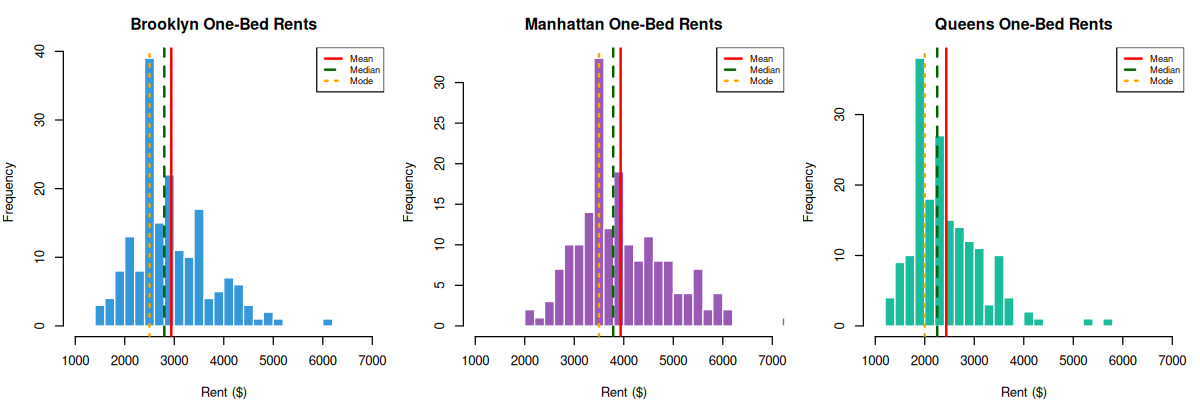 Brooklyn One-Bed Rents
Mean
Median
Mode
Frequency
40
30
20
10
0
1000 2000 3000 4000 5000 6000 7000
Rent ($)
Manhattan One-Bed Rents
Mean
Median
Mode
Frequency
30
25
20
15
10
5
0
1000 2000 3000 4000 5000 6000 7000
Rent ($)
Queens One-Bed Rents
Mean
Median
Mode
Frequency
30
20
10
0
1000 2000 3000 4000 5000 6000 7000
Rent ($)